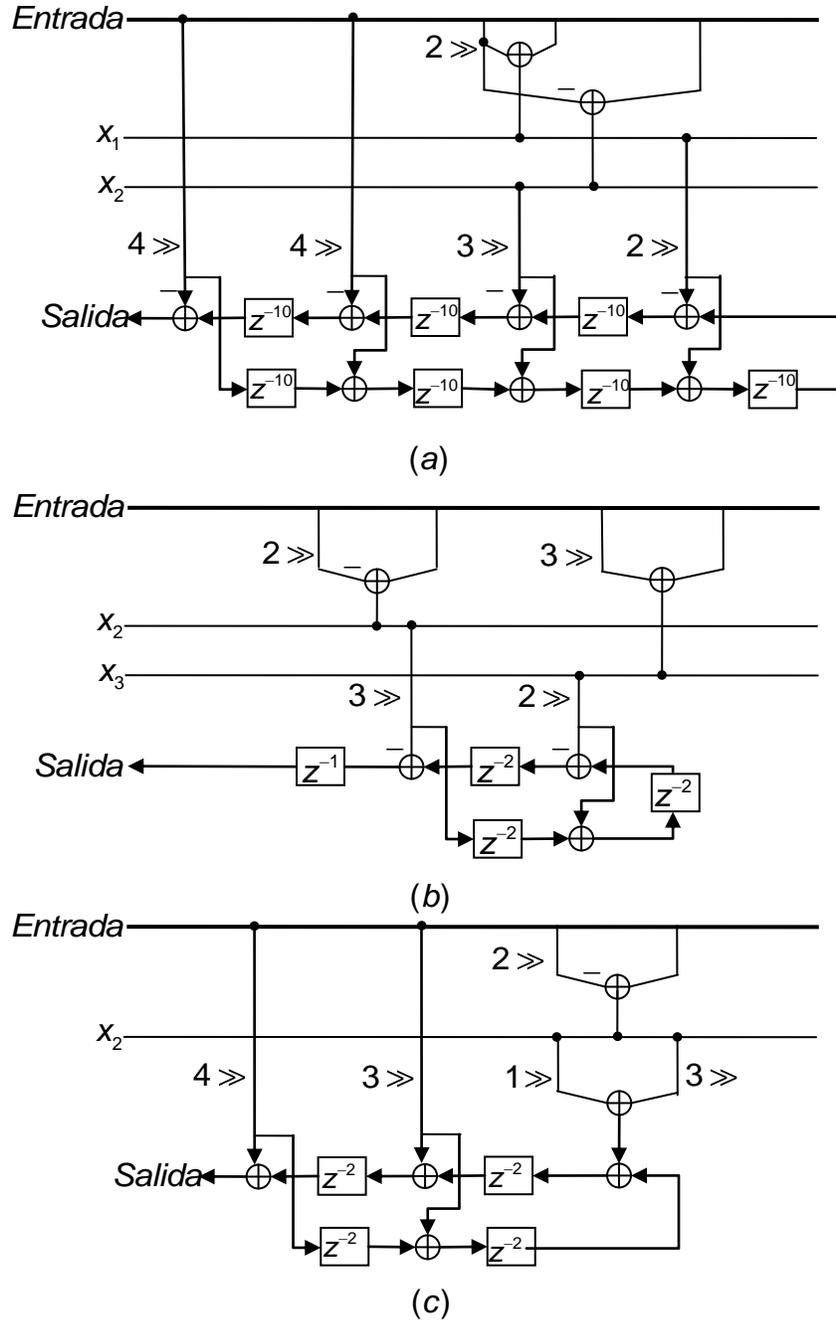 Entrada
2 ≫
−
x₁
x₂
4 ≫ 4 ≫ 3 ≫ 2 ≫
− − − −
Salida z⁻¹⁰ z⁻¹⁰ z⁻¹⁰
z⁻¹⁰ z⁻¹⁰ z⁻¹⁰ z⁻¹⁰
(a)
Entrada
2 ≫ − 3 ≫
x₂
x₃
3 ≫ 2 ≫
− −
Salida z⁻¹ z⁻² z⁻²
z⁻²
(b)
Entrada
2 ≫ −
x₂
4 ≫ 3 ≫ 1 ≫ 3 ≫
Salida z⁻² z⁻²
z⁻² z⁻²
(c)